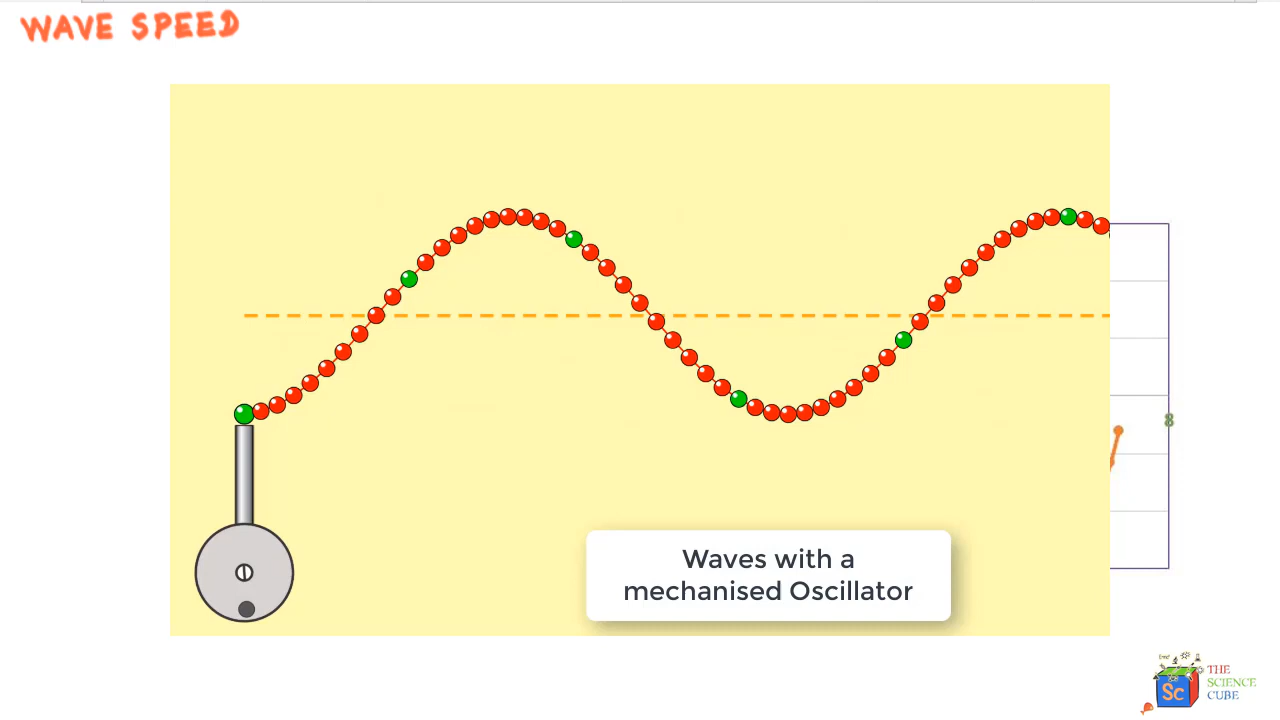 WAVE SPEED
8
Waves with a
mechanised Oscillator
Sc
THE
SCIENCE
CUBE